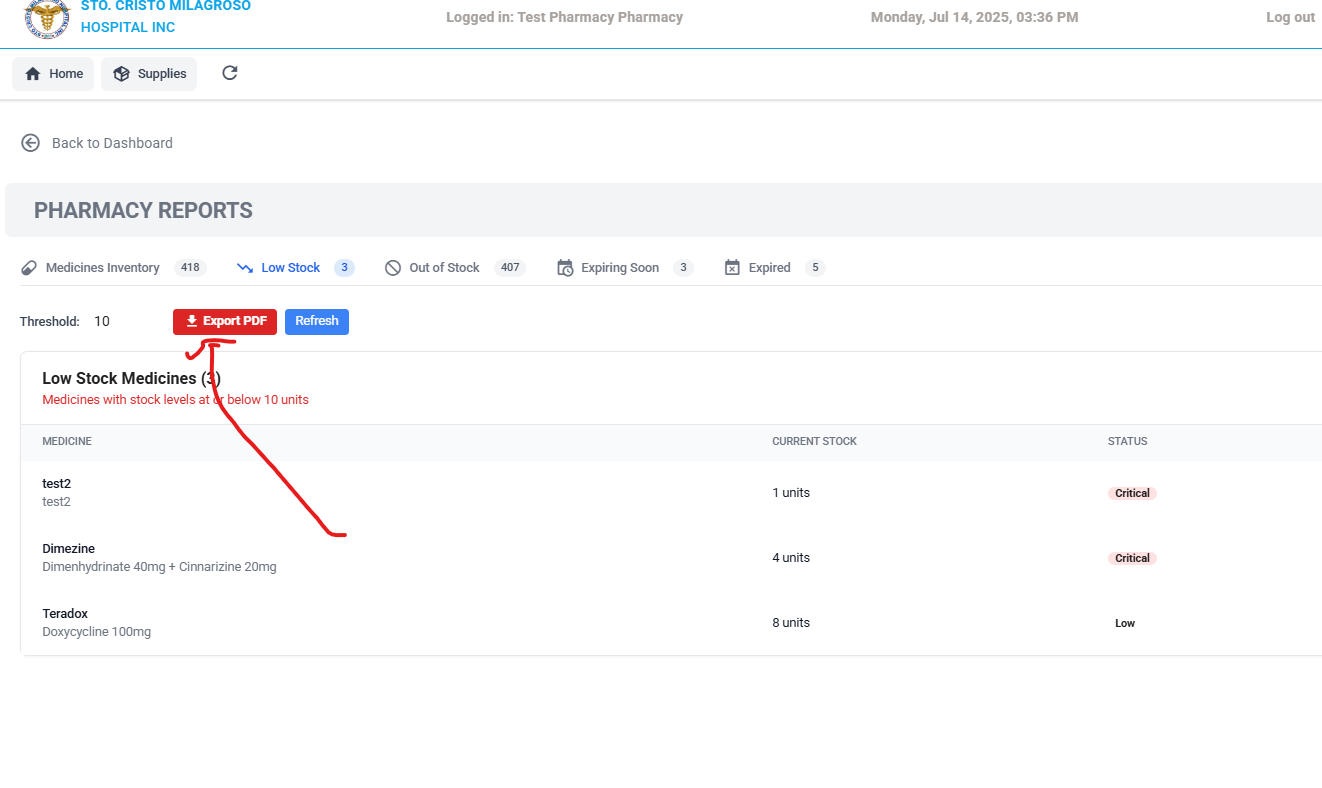 STO. CRISTO MILAGROSO
HOSPITAL INC
Logged in: Test Pharmacy Pharmacy
Monday, Jul 14, 2025, 03:36 PM
Log out
Home
Supplies
Back to Dashboard
PHARMACY REPORTS
Medicines Inventory 418
Low Stock 3
Out of Stock 407
Expiring Soon 3
Expired 5
Threshold: 10
Export PDF
Refresh
Low Stock Medicines (3)
Medicines with stock levels at or below 10 units
MEDICINE CURRENT STOCK STATUS
test2
test2
1 units
Critical
Dimezine
Dimenhydrinate 40mg + Cinnarizine 20mg
4 units
Critical
Teradox
Doxycycline 100mg
8 units
Low